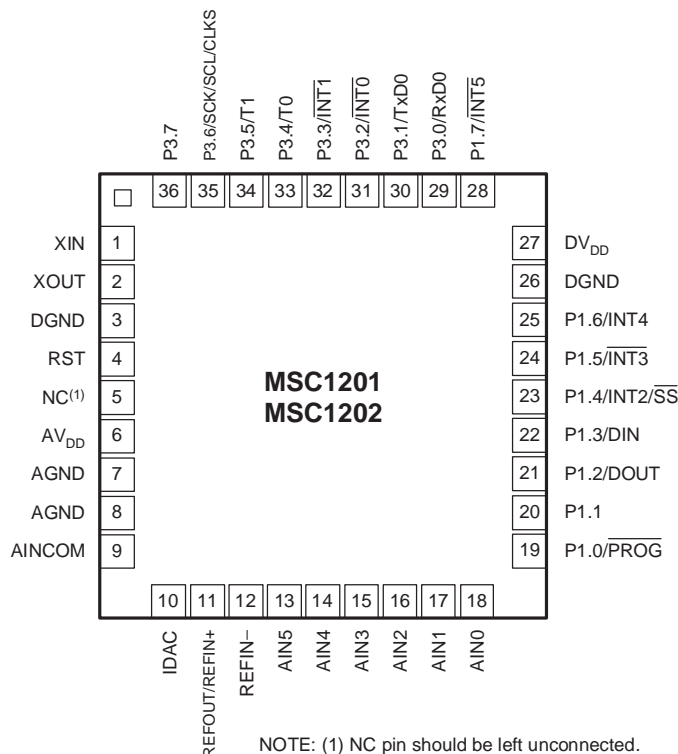 P3.7
P3.6/SCK/SCL/CLKS
P3.5/T1
P3.4/T0
P3.3/INT1
P3.2/INT0
P3.1/TxD0
P3.0/RxD0
P1.7/INT5
36 35 34 33 32 31 30 29 28
XIN 1
XOUT 2
DGND 3
RST 4
NC(1) 5
AVDD 6
AGND 7
AGND 8
AINCOM 9
MSC1201
MSC1202
27 DVDD
26 DGND
25 P1.6/INT4
24 P1.5/INT3
23 P1.4/INT2/SS
22 P1.3/DIN
21 P1.2/DOUT
20 P1.1
19 P1.0/PROG
10 11 12 13 14 15 16 17 18
IDAC
REFOUT/REFIN+
REFIN−
AIN5
AIN4
AIN3
AIN2
AIN1
AIN0
NOTE: (1) NC pin should be left unconnected.